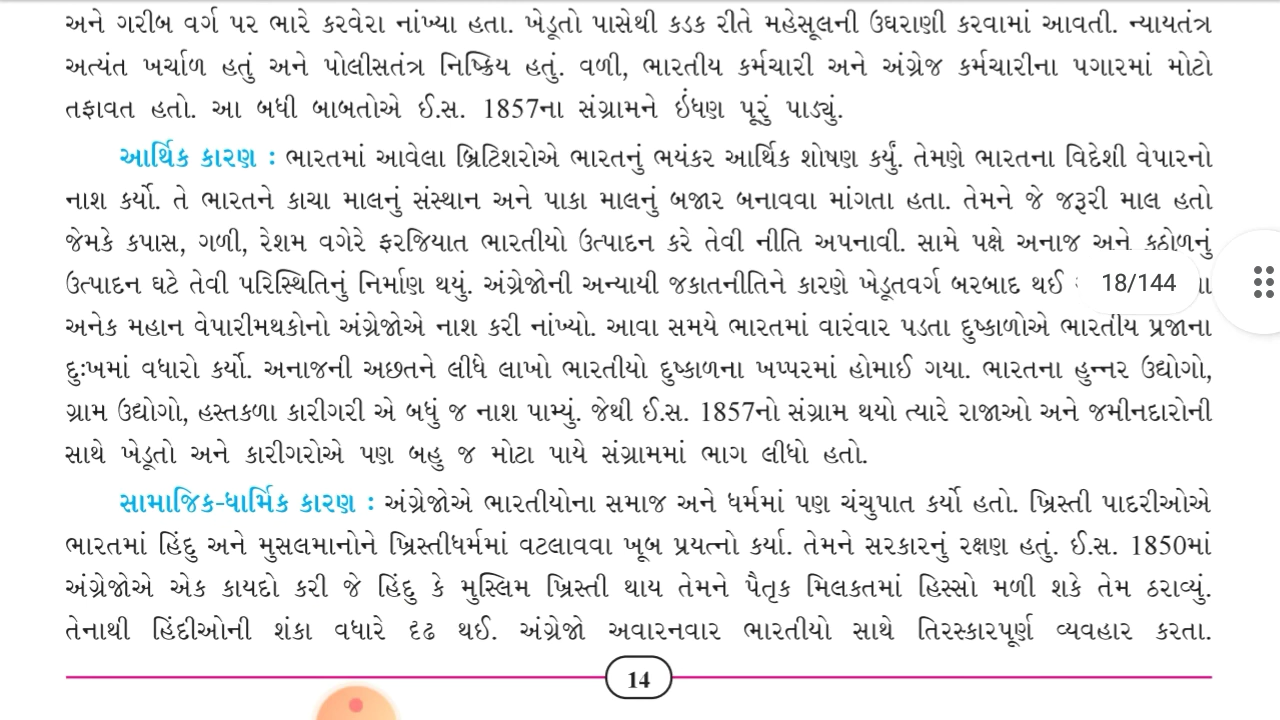 અને ગરીબ વર્ગ પર ભારે કરવેરા નાંખ્યા હતા. ખેડૂતો પાસેથી કડક રીતે મહેસૂલની ઉઘરાણી કરવામાં આવતી. ન્યાયતંત્ર
અત્યંત ખર્ચાળ હતું અને પોલીસતંત્ર નિષ્ક્રિય હતું. વળી, ભારતીય કર્મચારી અને અંગ્રેજ કર્મચારીના પગારમાં મોટો
તફાવત હતો. આ બધી બાબતોએ ઈ.સ. 1857ના સંગ્રામને ઇંધણ પૂરું પાડ્યું.
આર્થિક કારણ : ભારતમાં આવેલા બ્રિટિશરોએ ભારતનું ભયંકર આર્થિક શોષણ કર્યું. તેમણે ભારતના વિદેશી વેપારનો
નાશ કર્યો. તે ભારતને કાચા માલનું સંસ્થાન અને પાકા માલનું બજાર બનાવવા માંગતા હતા. તેમને જે જરૂરી માલ હતો
જેમકે કપાસ, ગળી, રેશમ વગેરે ફરજિયાત ભારતીયો ઉત્પાદન કરે તેવી નીતિ અપનાવી. સામે પક્ષે અનાજ અને કઠોળનું
ઉત્પાદન ઘટે તેવી પરિસ્થિતિનું નિર્માણ થયું. અંગ્રેજોની અન્યાયી જકાતનીતિને કારણે ખેડૂતવર્ગ બરબાદ થઈ 18/144
અનેક મહાન વેપારીમથકોનો અંગ્રેજોએ નાશ કરી નાંખ્યો. આવા સમયે ભારતમાં વારંવાર પડતા દુષ્કાળોએ ભારતીય પ્રજાના
દુઃખમાં વધારો કર્યો. અનાજની અછતને લીધે લાખો ભારતીયો દુષ્કાળના ખપ્પરમાં હોમાઈ ગયા. ભારતના હુન્નર ઉદ્યોગો,
ગ્રામ ઉદ્યોગો, હસ્તકળા કારીગરી એ બધું જ નાશ પામ્યું. જેથી ઈ.સ. 1857નો સંગ્રામ થયો ત્યારે રાજાઓ અને જમીનદારોની
સાથે ખેડૂતો અને કારીગરોએ પણ બહુ જ મોટા પાયે સંગ્રામમાં ભાગ લીધો હતો.
સામાજિક-ધાર્મિક કારણ : અંગ્રેજોએ ભારતીયોના સમાજ અને ધર્મમાં પણ ચંચુપાત કર્યો હતો. ખ્રિસ્તી પાદરીઓએ
ભારતમાં હિંદુ અને મુસલમાનોને ખ્રિસ્તીધર્મમાં વટલાવવા ખૂબ પ્રયત્નો કર્યા. તેમને સરકારનું રક્ષણ હતું. ઈ.સ. 1850માં
અંગ્રેજોએ એક કાયદો કરી જે હિંદુ કે મુસ્લિમ ખ્રિસ્તી થાય તેમને પૈતૃક મિલકતમાં હિસ્સો મળી શકે તેમ ઠરાવ્યું.
તેનાથી હિંદીઓની શંકા વધારે દૃઢ થઈ. અંગ્રેજો અવારનવાર ભારતીયો સાથે તિરસ્કારપૂર્ણ વ્યવહાર કરતા.
14